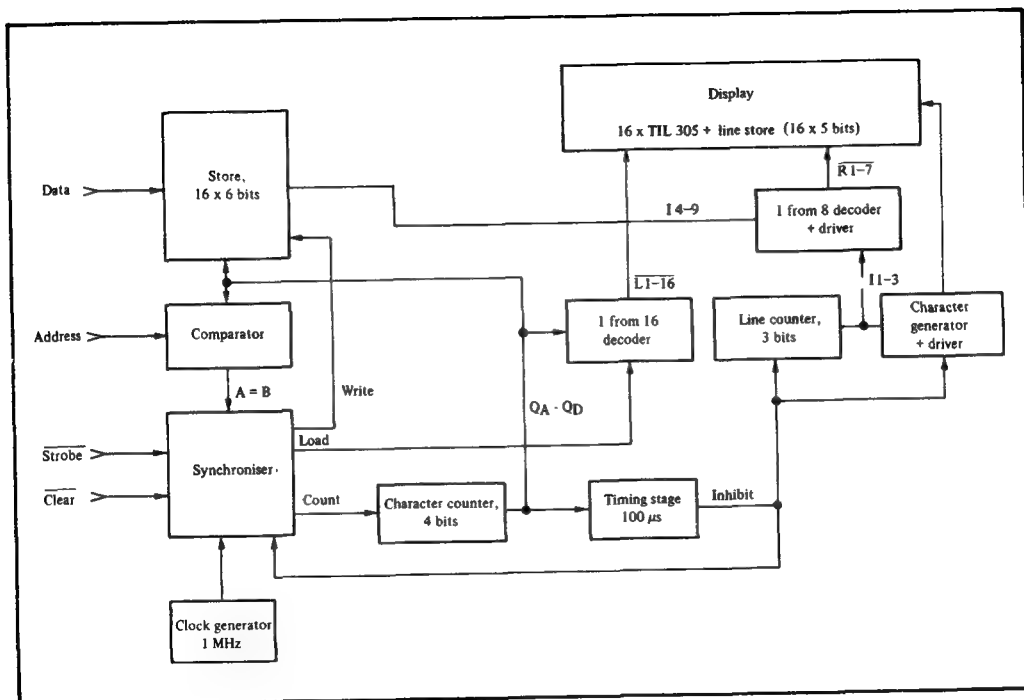 Display
16 x TIL 305 + line store (16 x 5 bits)
Store,
16 x 6 bits
Data
R1–7
I 4–9
1 from 8 decoder
+ driver
L1–16
I1–3
Address
Comparator
1 from 16
decoder
Line counter,
3 bits
Character
generator
+ driver
A = B
Write
QA - QD
Strobe
Load
Synchroniser
Clear
Count
Character counter,
4 bits
Timing stage
100 μs
Inhibit
Clock generator
1 MHz